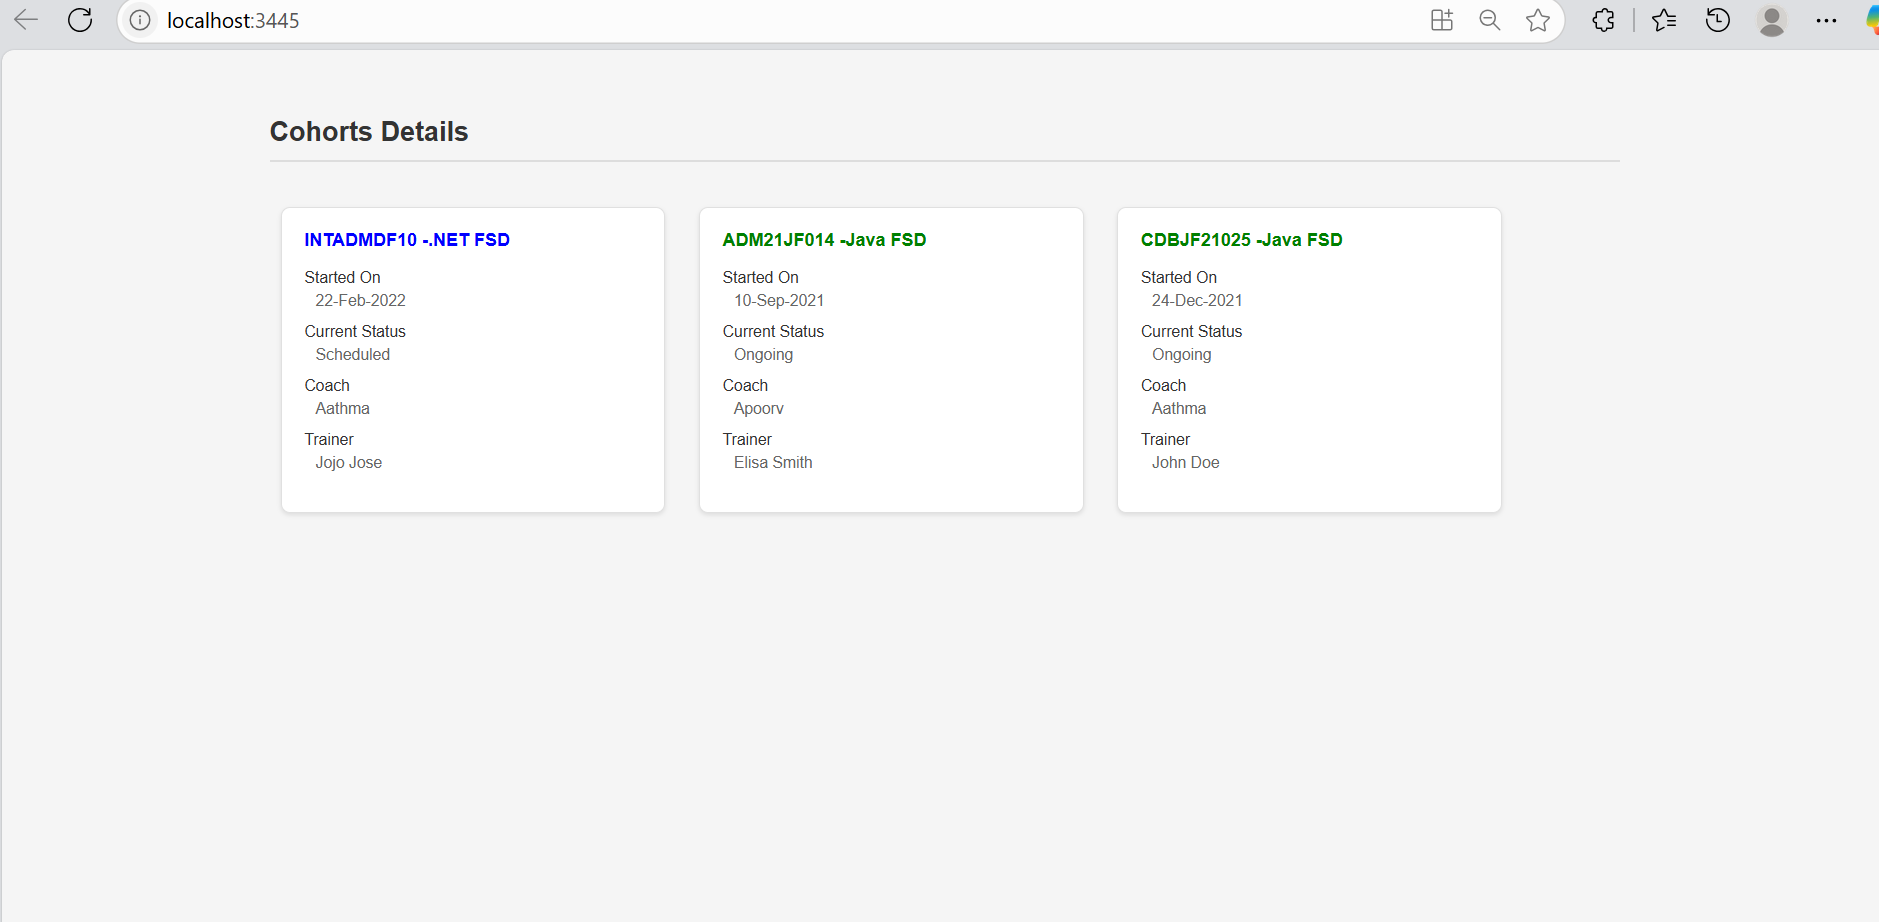 localhost:3445
Cohorts Details
INTADMDF10 -.NET FSD
Started On
22-Feb-2022
Current Status
Scheduled
Coach
Aathma
Trainer
Jojo Jose
ADM21JF014 -Java FSD
Started On
10-Sep-2021
Current Status
Ongoing
Coach
Apoorv
Trainer
Elisa Smith
CDBJF21025 -Java FSD
Started On
24-Dec-2021
Current Status
Ongoing
Coach
Aathma
Trainer
John Doe